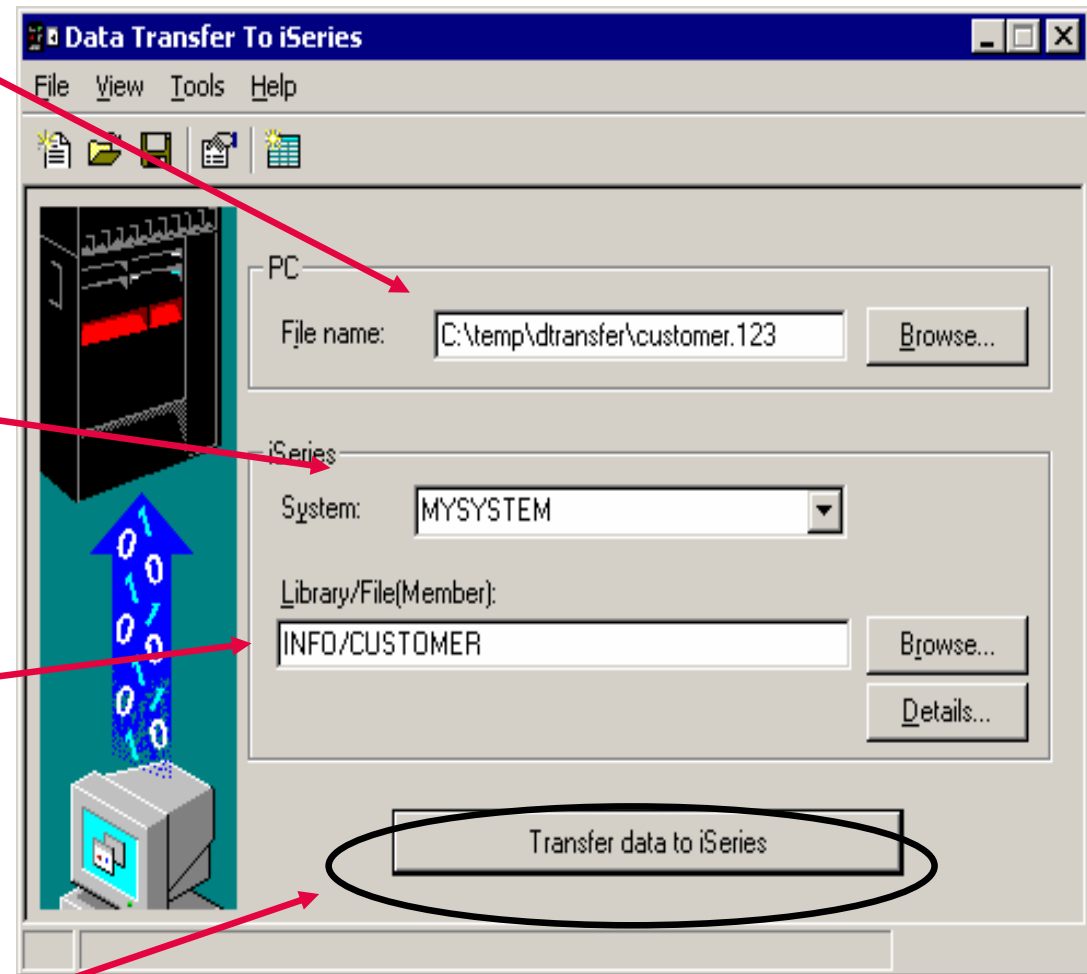 Data Transfer To iSeries
File View Tools Help
PC
File name: C:\temp\dtransfer\customer.123 Browse...
iSeries
System: MYSYSTEM
Library/File(Member):
INFO/CUSTOMER Browse...
Details...
Transfer data to iSeries